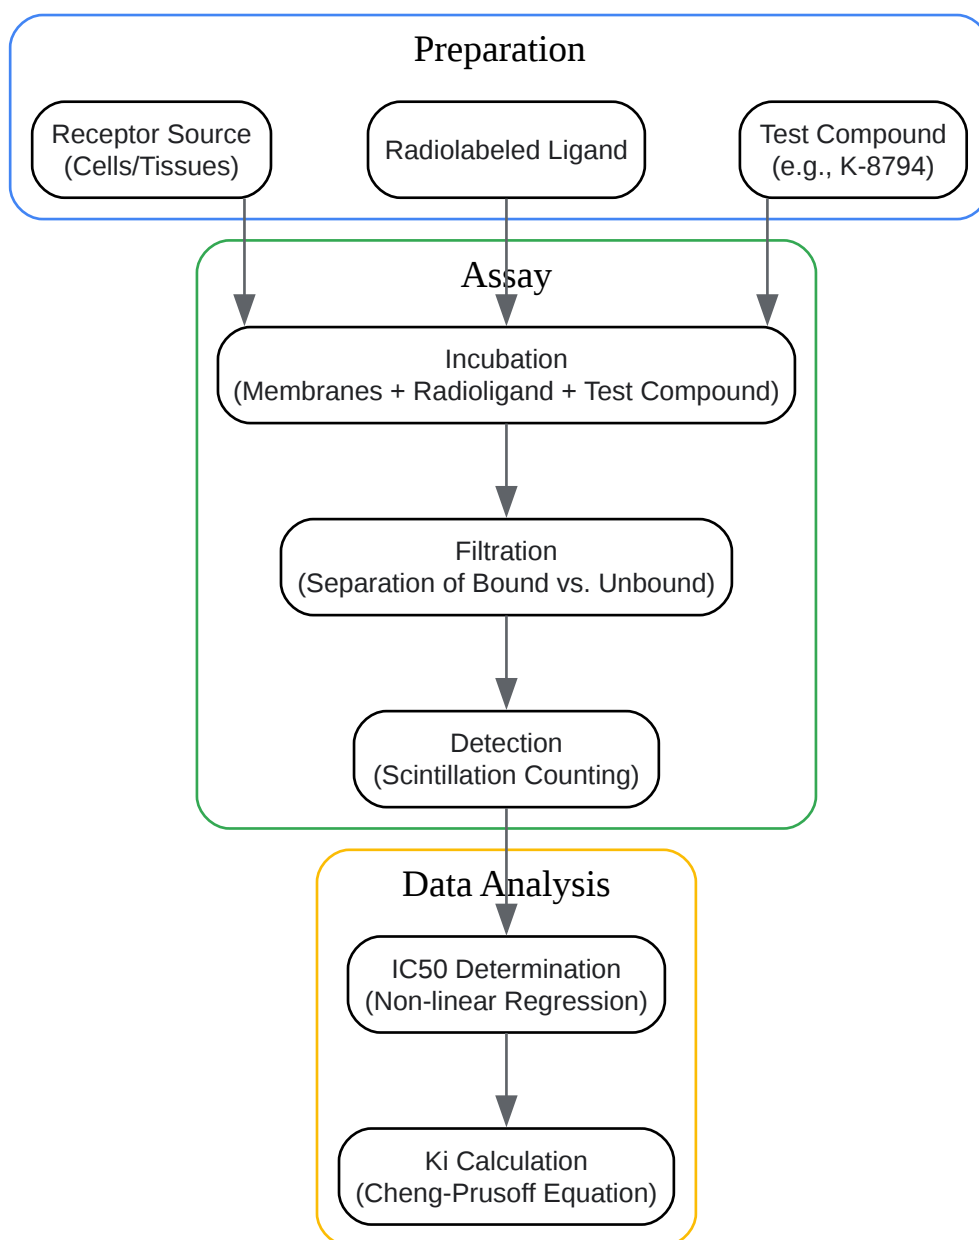 Preparation
Receptor Source
(Cells/Tissues)
Radiolabeled Ligand
Test Compound
(e.g., K-8794)
Assay
Incubation
(Membranes + Radioligand + Test Compound)
Filtration
(Separation of Bound vs. Unbound)
Detection
(Scintillation Counting)
Data Analysis
IC50 Determination
(Non-linear Regression)
Ki Calculation
(Cheng-Prusoff Equation)